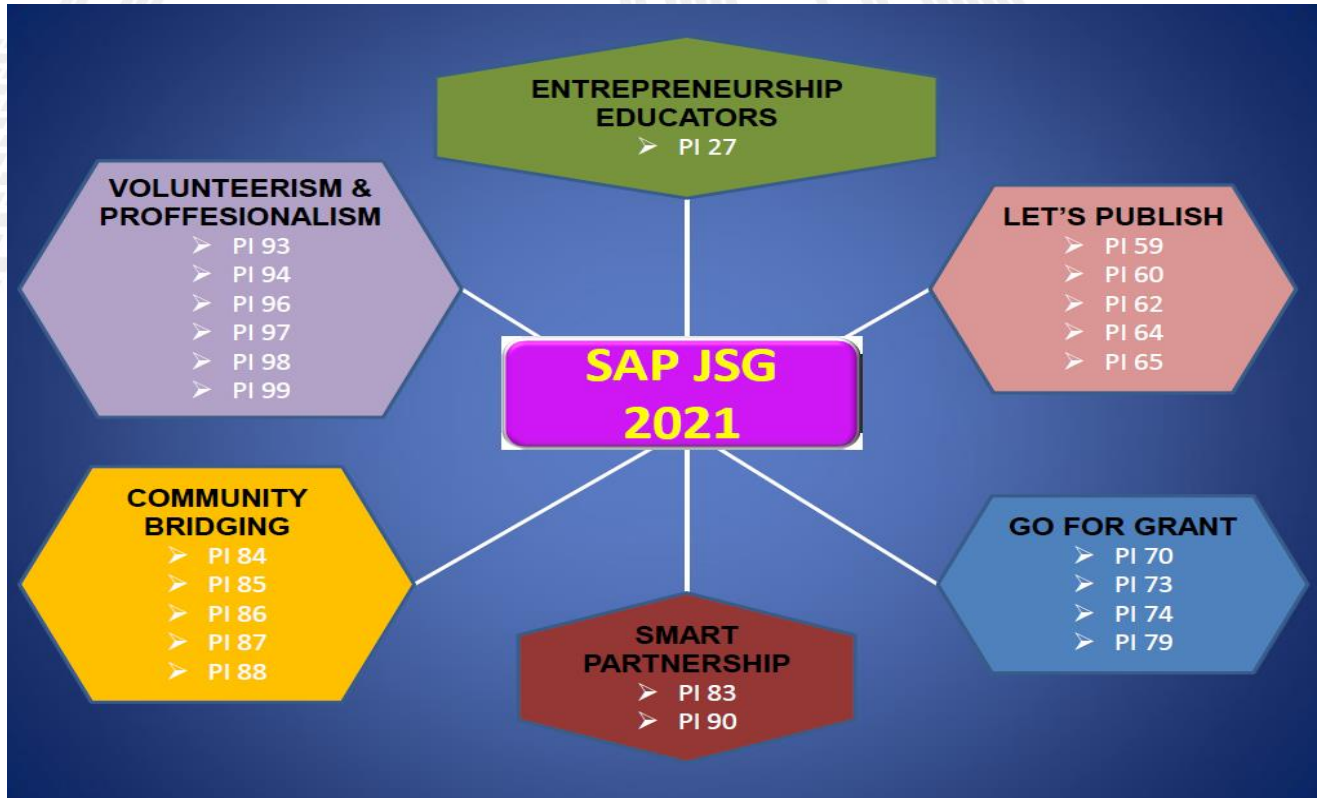 ENTREPRENEURSHIP
EDUCATORS
➢ PI 27
VOLUNTEERISM &
PROFFESIONALISM
➢ PI 93
➢ PI 94
➢ PI 96
➢ PI 97
➢ PI 98
➢ PI 99
LET'S PUBLISH
➢ PI 59
➢ PI 60
➢ PI 62
➢ PI 64
➢ PI 65
SAP JSG
2021
COMMUNITY
BRIDGING
➢ PI 84
➢ PI 85
➢ PI 86
➢ PI 87
➢ PI 88
SMART
PARTNERSHIP
➢ PI 83
➢ PI 90
GO FOR GRANT
➢ PI 70
➢ PI 73
➢ PI 74
➢ PI 79